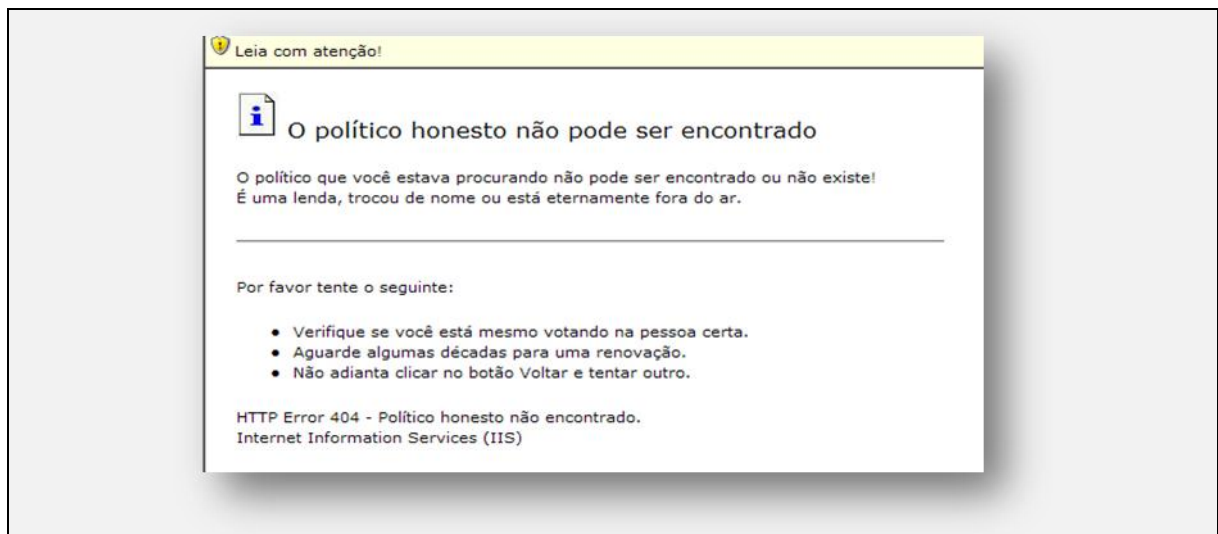 Leia com atenção!
O político honesto não pode ser encontrado
O político que você estava procurando não pode ser encontrado ou não existe!
É uma lenda, trocou de nome ou está eternamente fora do ar.
Por favor tente o seguinte:
• Verifique se você está mesmo votando na pessoa certa.
• Aguarde algumas décadas para uma renovação.
• Não adianta clicar no botão Voltar e tentar outro.
HTTP Error 404 - Político honesto não encontrado.
Internet Information Services (IIS)